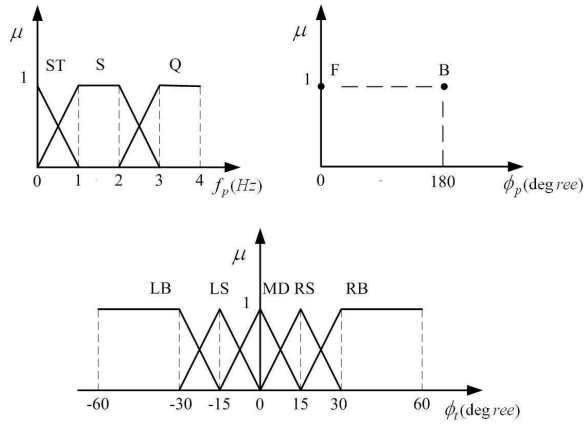 μ
ST S Q
1
0 1 2 3 4 f_p(Hz)
μ
1 F B
0 180 ϕ_p(degree)
μ
LB LS MD RS RB
1
-60 -30 -15 0 15 30 60 ϕ_t(degree)